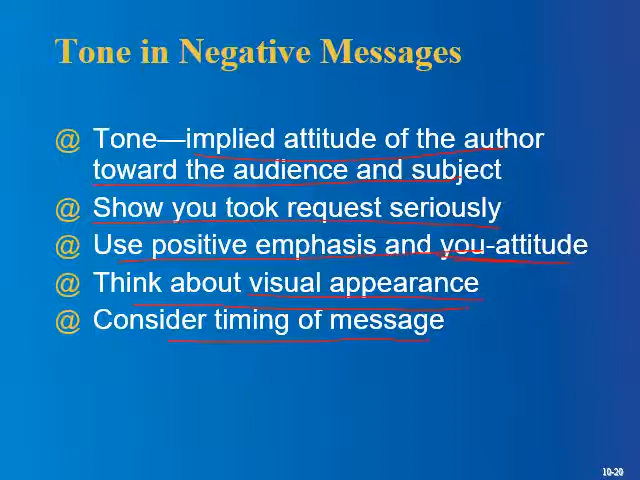 Tone in Negative Messages
@ Tone—implied attitude of the author
toward the audience and subject
@ Show you took request seriously
@ Use positive emphasis and you-attitude
@ Think about visual appearance
@ Consider timing of message
10-20